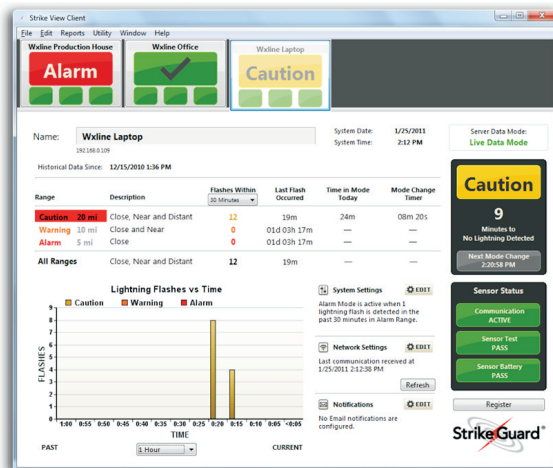 Strike View Client
File Edit Reports Utility Window Help
Wxline Production House Wxline Office Wxline Laptop
Alarm Caution
Name: Wxline Laptop
192.168.0.109
System Date: 1/25/2011
System Time: 2:12 PM
Server Data Mode:
Live Data Mode
Historical Data Since: 12/15/2010 1:36 PM
Range Description Flashes Within 30 Minutes Last Flash Occurred Time in Mode Today Mode Change Timer
Caution 20 mi Close, Near and Distant 12 19m 24m 08m 20s
Warning 10 mi Close and Near 0 01d 03h 17m — —
Alarm 5 mi Close 0 01d 03h 17m — —
All Ranges Close, Near and Distant 12 19m — —
Caution
9
Minutes to
No Lightning Detected
Next Mode Change
2:20:58 PM
Lightning Flashes vs Time
Caution Warning Alarm
FLASHES
9
8
7
6
5
4
3
2
1
0
1:00 0:55 0:50 0:45 0:40 0:35 0:30 0:25 0:20 0:15 0:10 0:05 <0:05
TIME
PAST 1 Hour CURRENT
System Settings EDIT
Alarm Mode is active when 1
lightning flash is detected in the
past 30 minutes in Alarm Range.
Network Settings EDIT
Last communication received at
1/25/2011 2:12:38 PM
Refresh
Notifications EDIT
No Email notifications are
configured.
Sensor Status
Communication
ACTIVE
Sensor Test
PASS
Sensor Battery
PASS
Register
StrikeGuard®